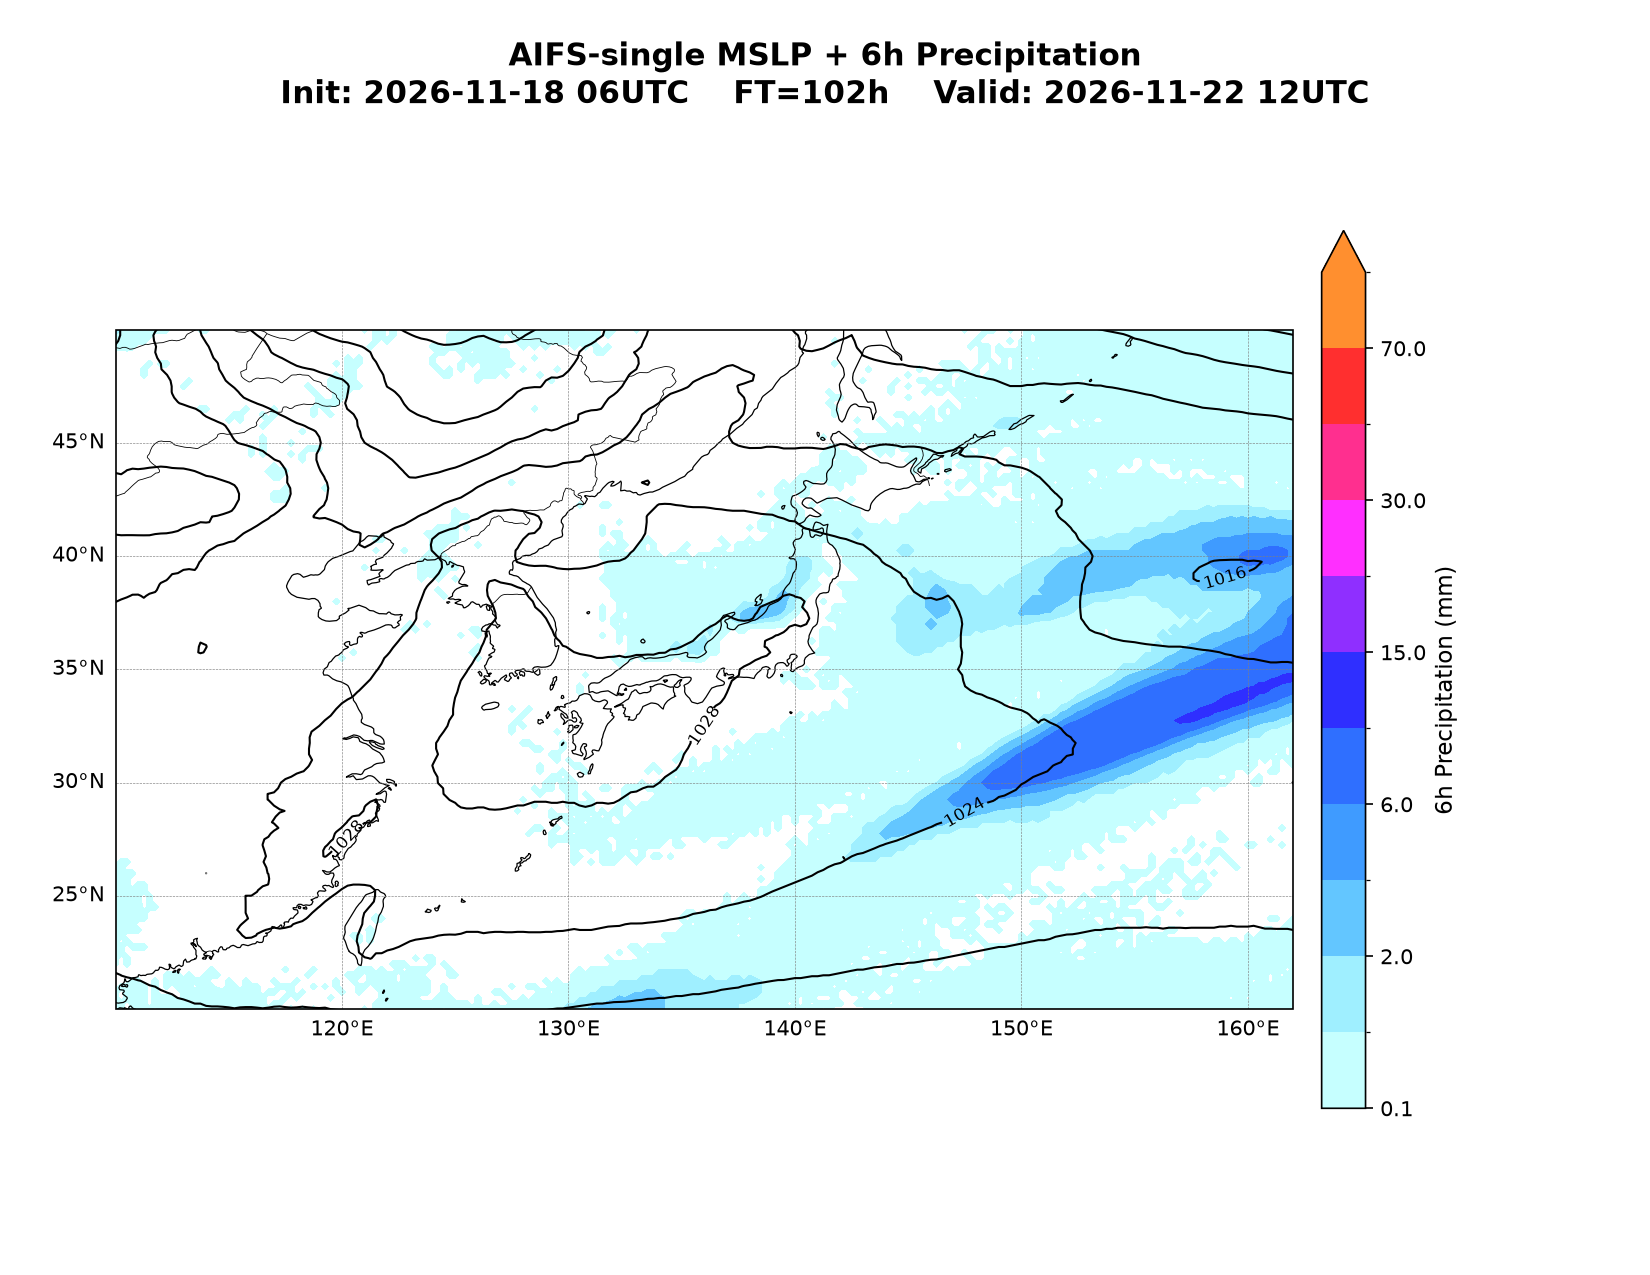 AIFS-single MSLP + 6h Precipitation
Init: 2026-11-18 06UTC    FT=102h    Valid: 2026-11-22 12UTC
70.0
30.0
15.0
6.0
2.0
0.1
6h Precipitation (mm)
45°N
40°N
35°N
30°N
25°N
120°E
130°E
140°E
150°E
160°E
1016
1028
1024
1028